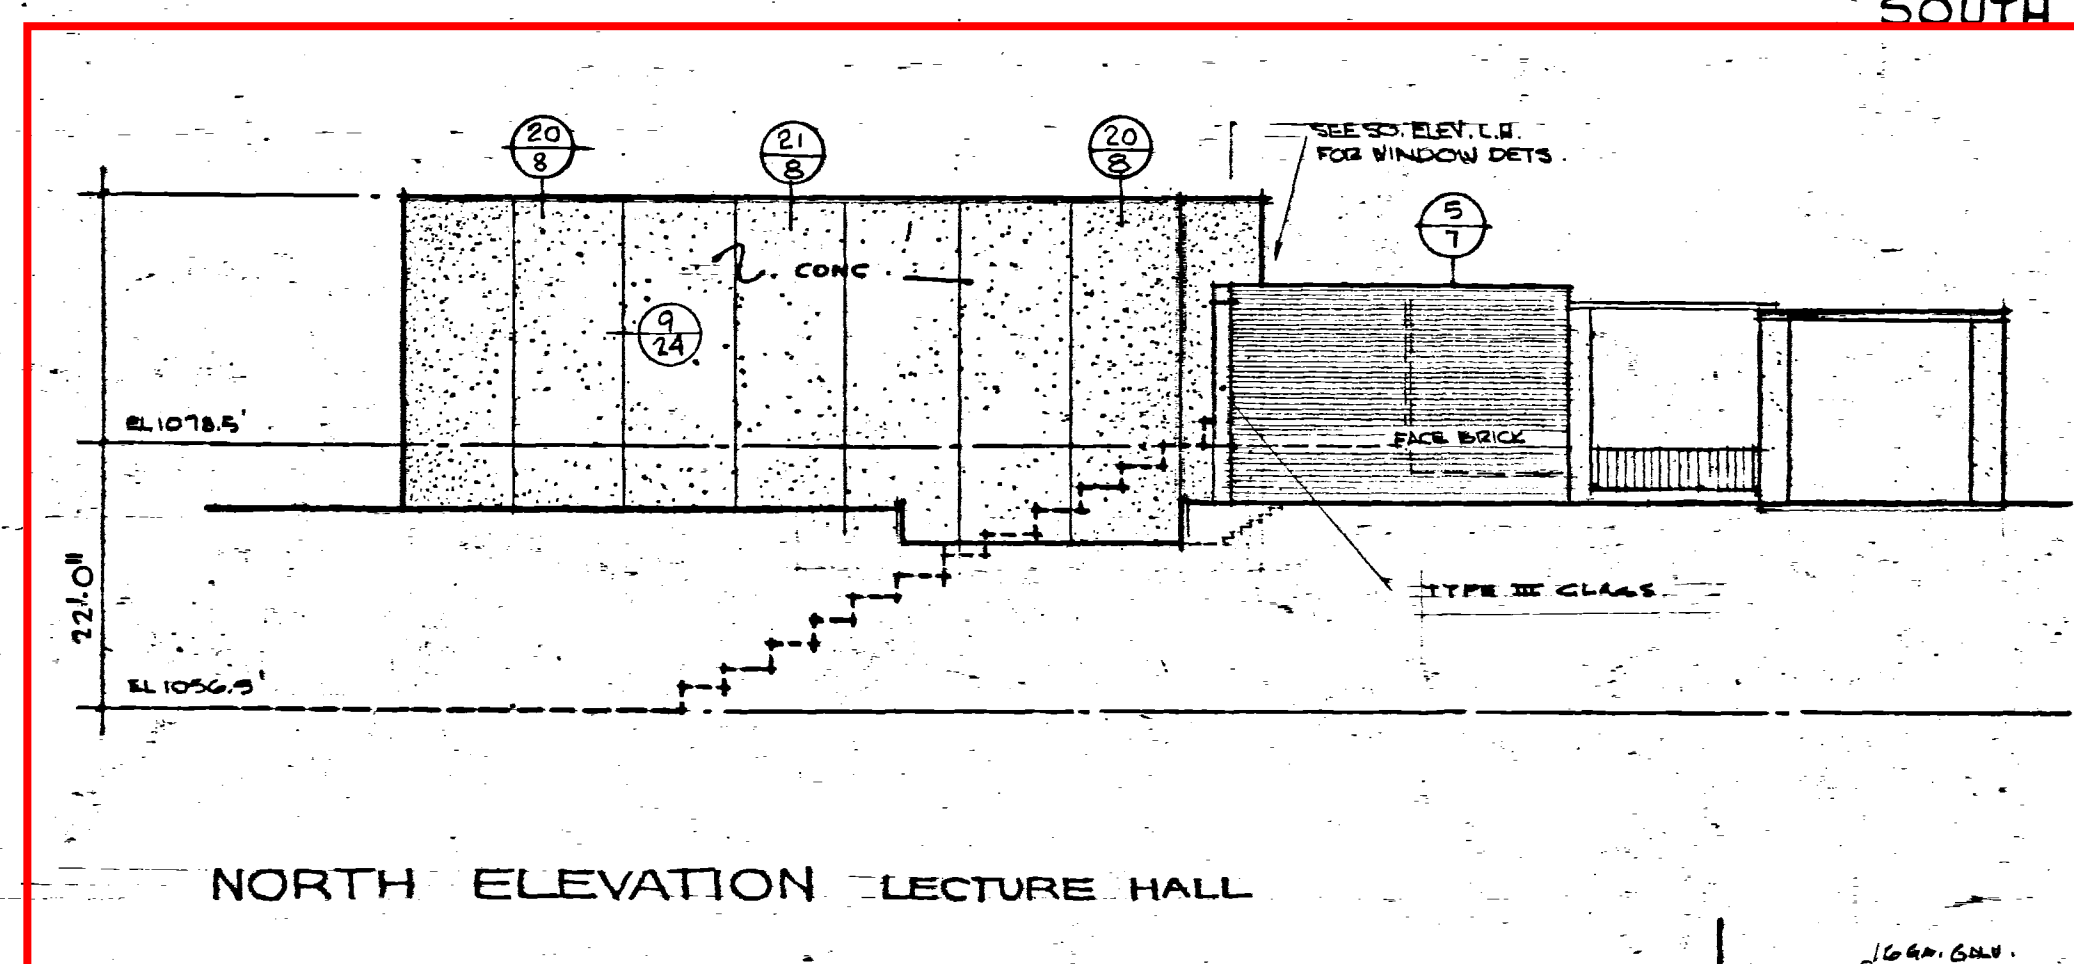 SOUTH
20
8
21
8
20
8
SEE SO. ELEV. L.H.
FOR WINDOW DETS.
5
7
CONC
9
24
EL 1078.5'
FACE BRICK
22'.0"
TYPE III GLASS
EL 1056.5'
NORTH ELEVATION LECTURE HALL
16 GA. GALV.